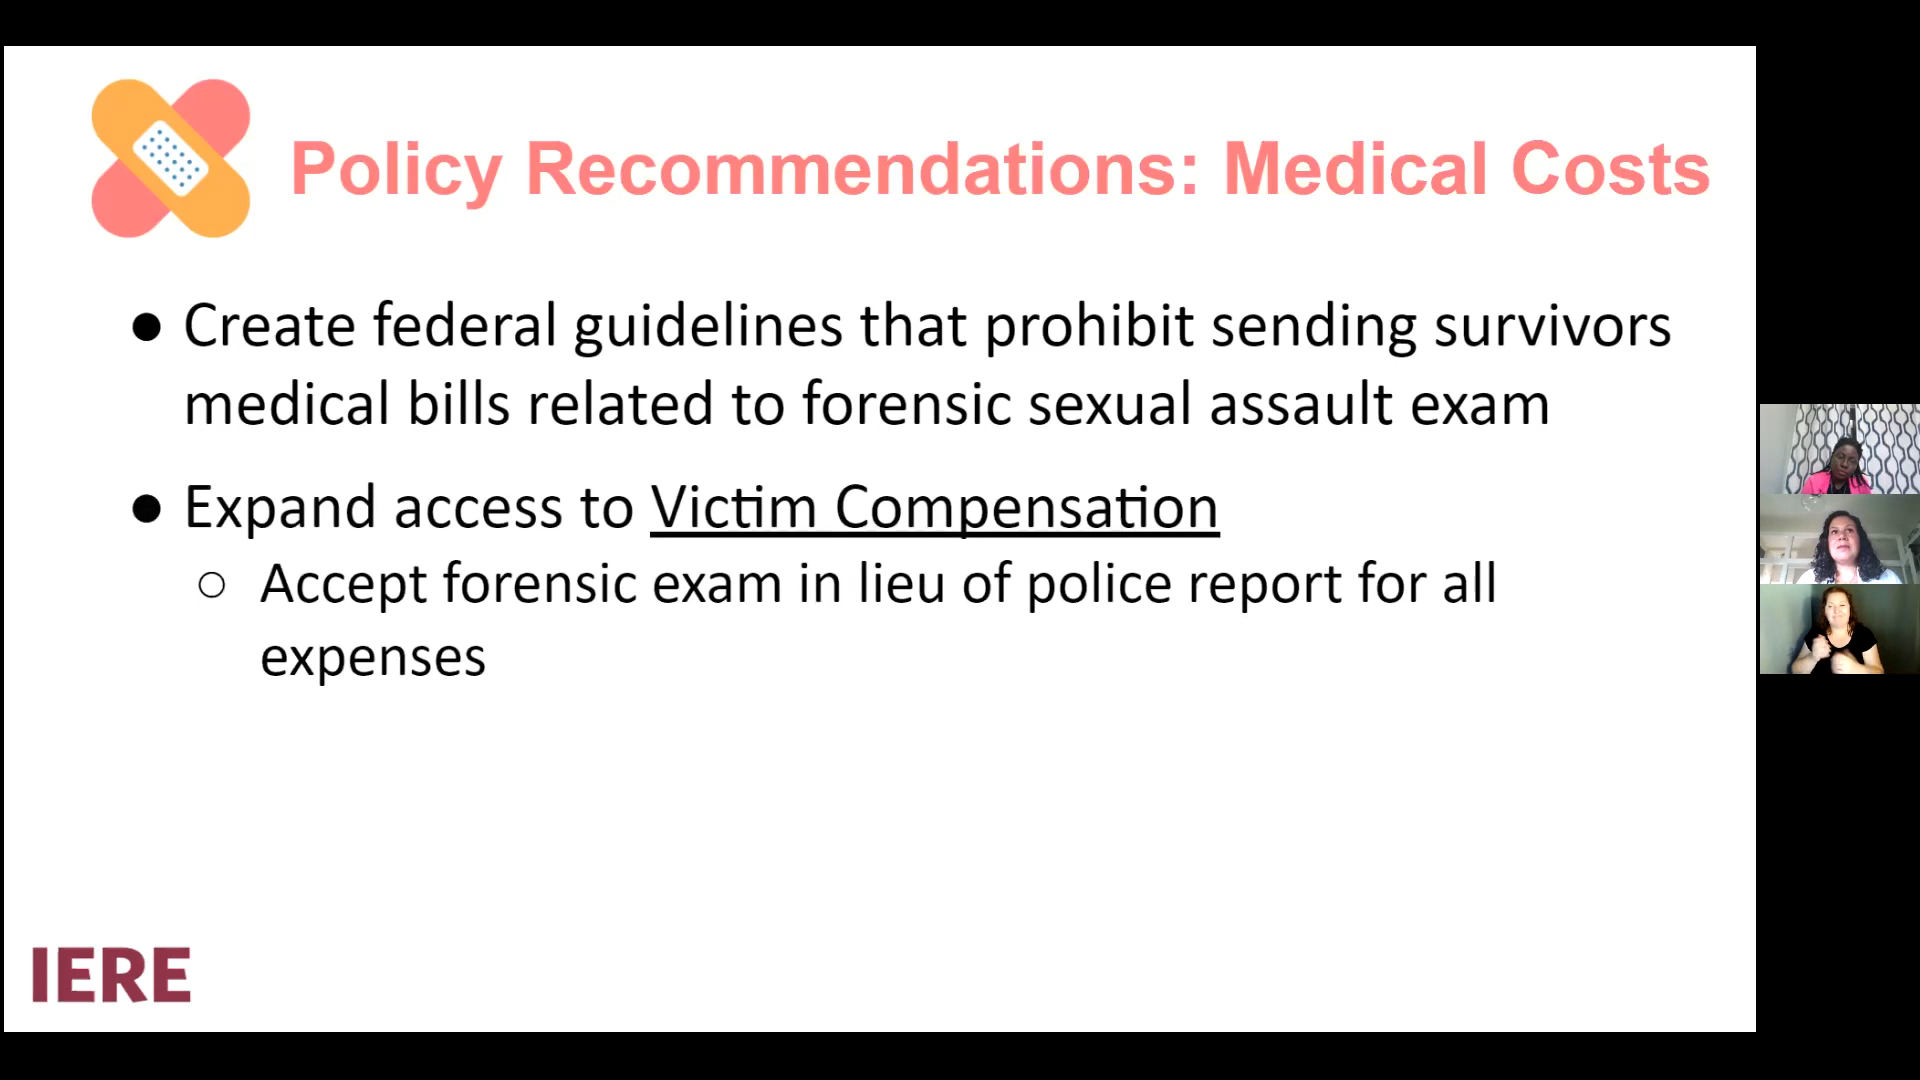 Policy Recommendations: Medical Costs
● Create federal guidelines that prohibit sending survivors
medical bills related to forensic sexual assault exam
● Expand access to Victim Compensation
○ Accept forensic exam in lieu of police report for all
expenses
IERE